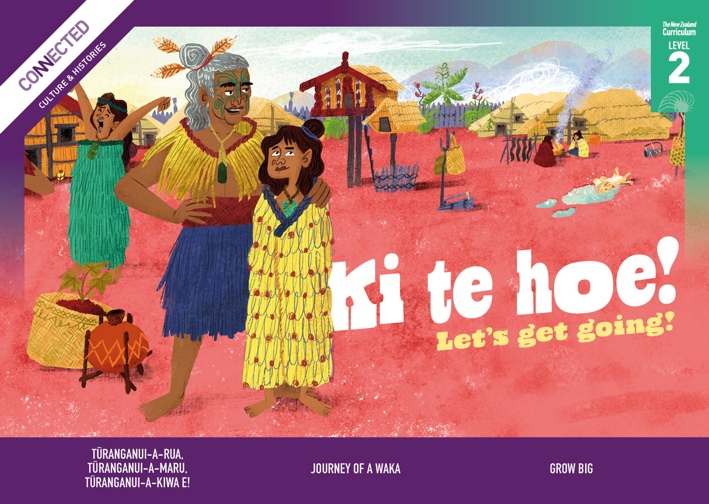 CONNECTED
CULTURE & HISTORIES
The New Zealand
Curriculum
LEVEL
2
Ki te hoe!
Let's get going!
TŪRANGANUI-A-RUA,
TŪRANGANUI-A-MARU,
TŪRANGANUI-A-KIWA E!
JOURNEY OF A WAKA
GROW BIG